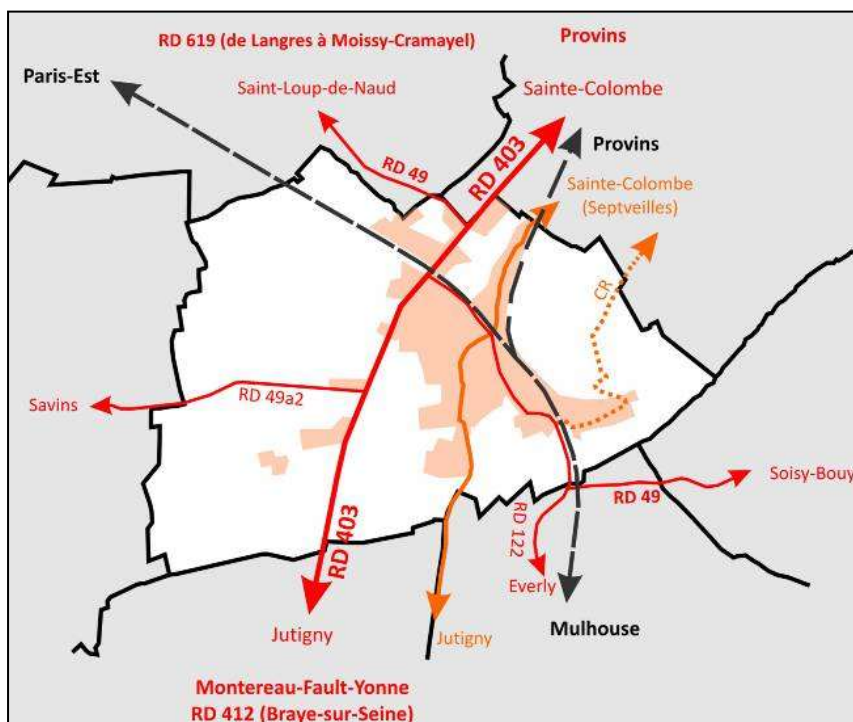 RD 619 (de Langres à Moissy-Cramayel)
Provins
Paris-Est
Saint-Loup-de-Naud
Sainte-Colombe
RD 49
RD 403
Provins
Sainte-Colombe
(Septveilles)
CR
RD 49a2
Savins
Soisy-Bouy
RD 49
RD 403
RD 122
Everly
Jutigny
Jutigny
Mulhouse
Montereau-Fault-Yonne
RD 412 (Braye-sur-Seine)